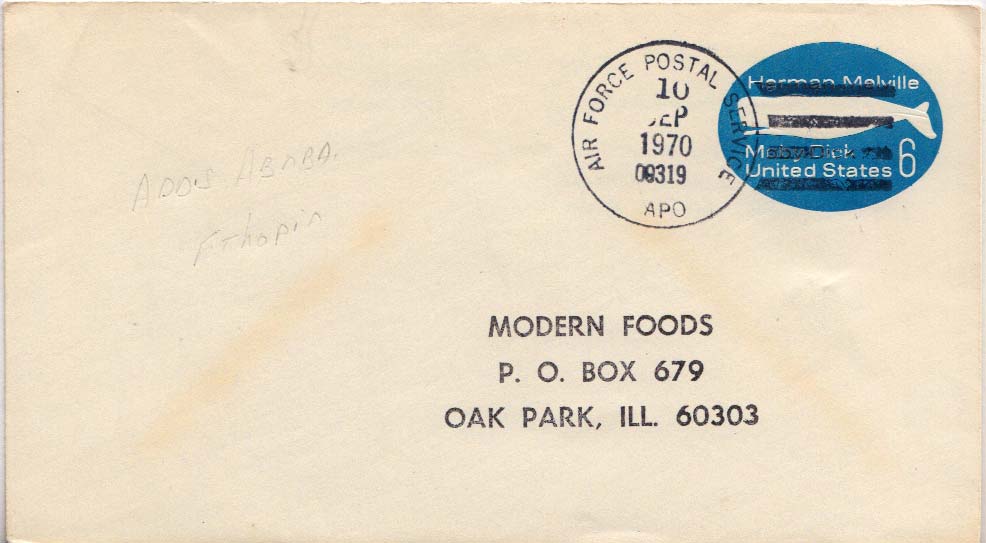 AIR FORCE POSTAL SERVICE
10
SEP
1970
09319
APO
Herman Melville
Moby Dick
United States 6
ADDIS ABABA.
Ethopia
MODERN FOODS
P. O. BOX 679
OAK PARK, ILL. 60303